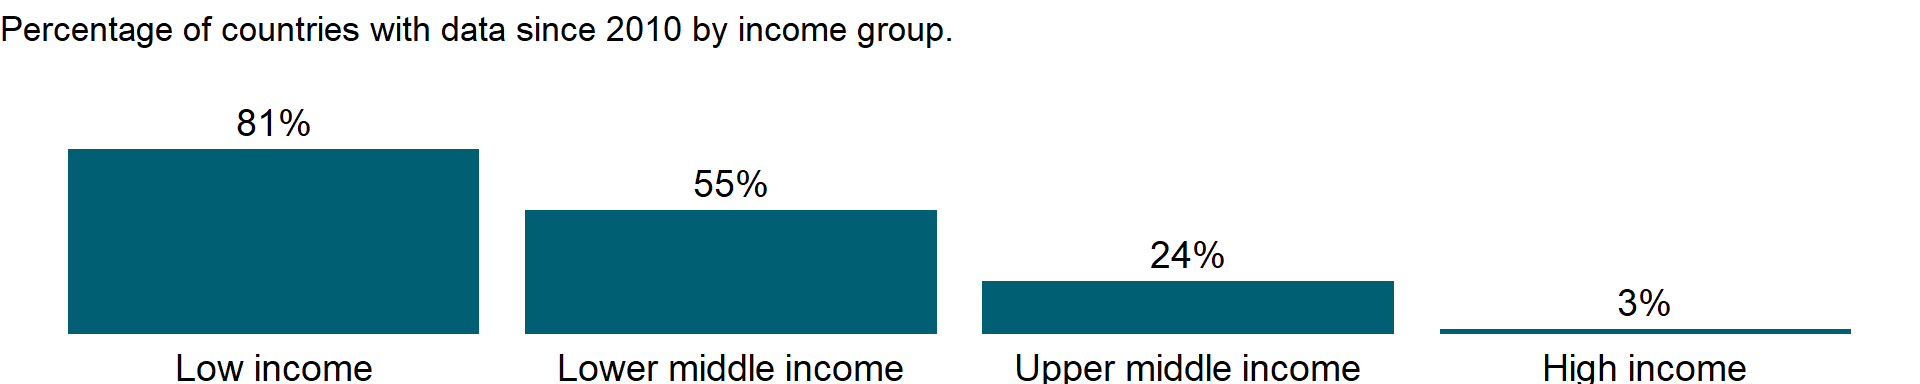 Percentage of countries with data since 2010 by income group.
81%
55%
24%
3%
Low income
Lower middle income
Upper middle income
High income